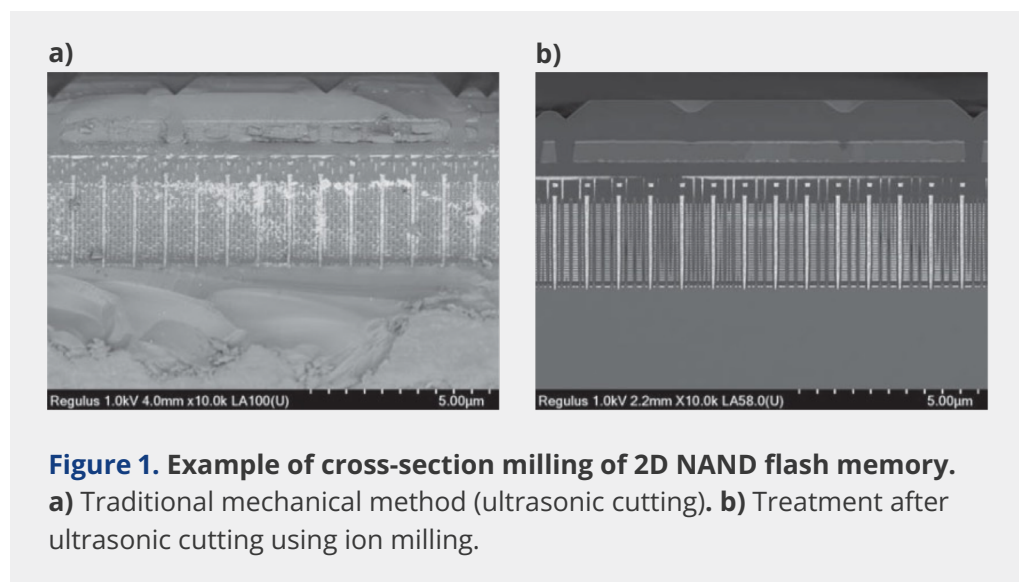 a)
b)
Regulus 1.0kV 4.0mm x10.0k LA100(U) 5.00µm
Regulus 1.0kV 2.2mm X10.0k LA58.0(U) 5.00µm
Figure 1. Example of cross-section milling of 2D NAND flash memory.
a) Traditional mechanical method (ultrasonic cutting). b) Treatment after
ultrasonic cutting using ion milling.